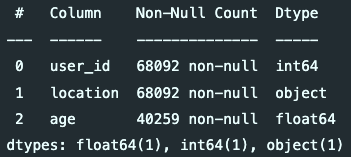 #   Column    Non-Null Count  Dtype
---  ------    --------------  -----
0   user_id   68092 non-null  int64
1   location  68092 non-null  object
2   age       40259 non-null  float64
dtypes: float64(1), int64(1), object(1)